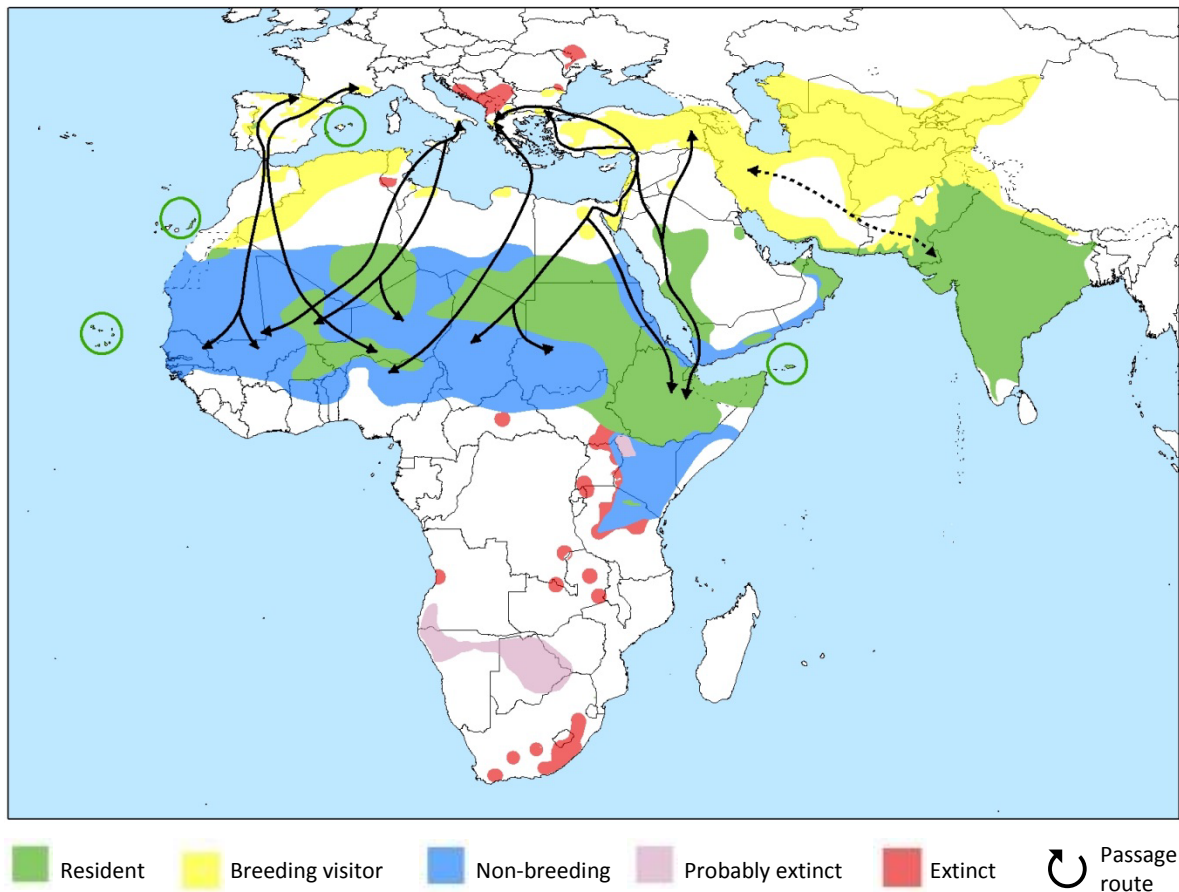 Resident
Breeding visitor
Non-breeding
Probably extinct
Extinct
Passage
route